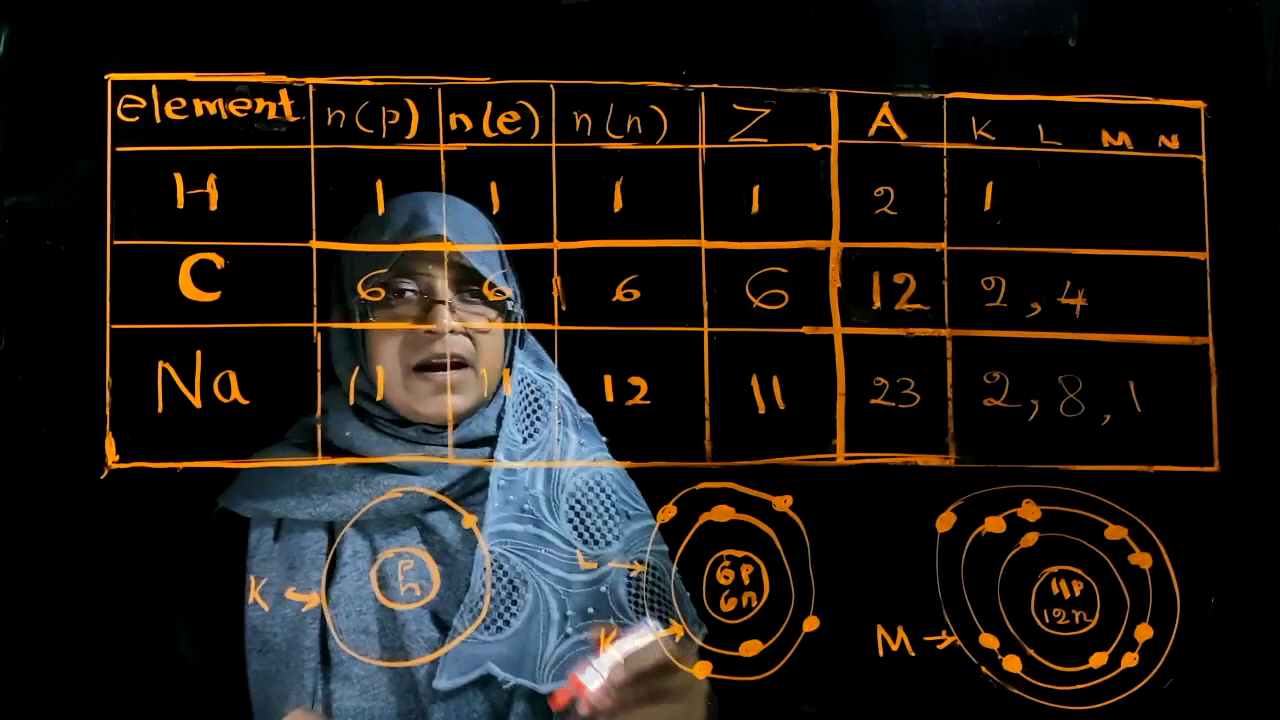 element n(p) n(e) n(n) Z A K L M N
H 1 1 1 1 2 1
C 6 6 6 6 12 2, 4
Na 11 11 12 11 23 2, 8, 1
K p n
L K 6p 6n
M 11p 12n